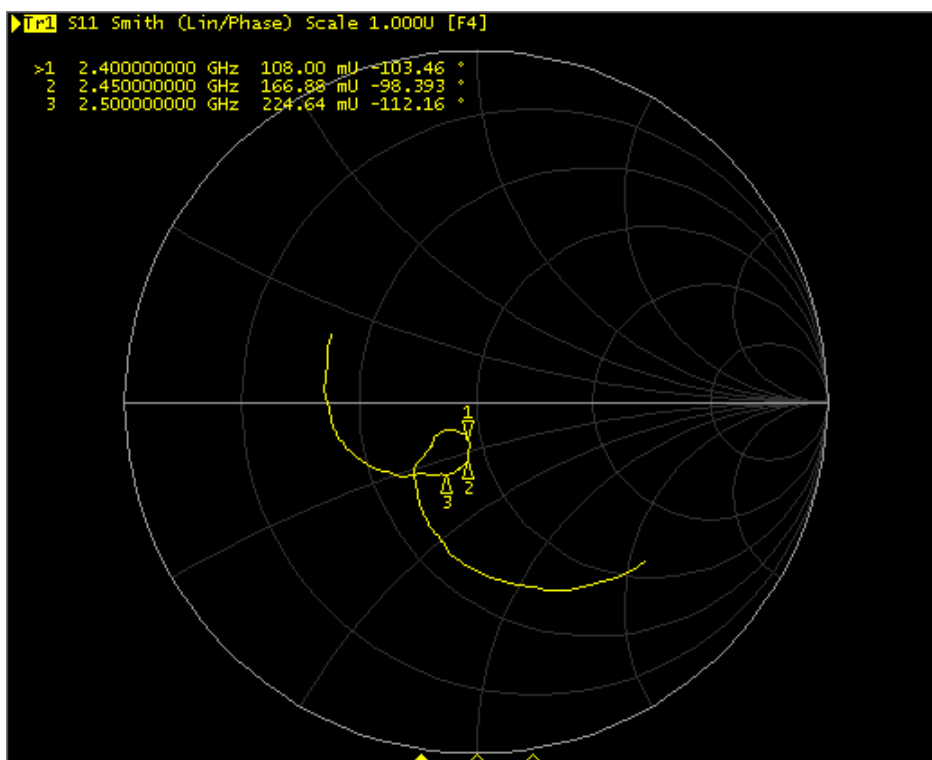 Tr1 S11 Smith (Lin/Phase) Scale 1.000U [F4]
>1 2.400000000 GHz 108.00 mU -103.46 °
2 2.450000000 GHz 166.88 mU -98.393 °
3 2.500000000 GHz 224.64 mU -112.16 °
1
2
3